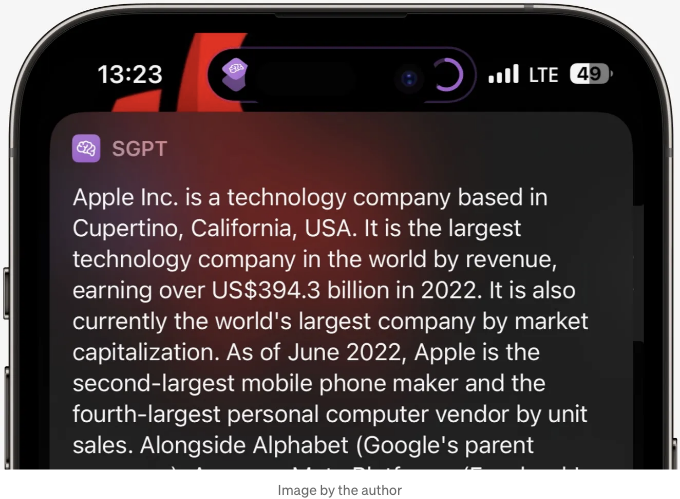 13:23
LTE 49
SGPT
Apple Inc. is a technology company based in
Cupertino, California, USA. It is the largest
technology company in the world by revenue,
earning over US$394.3 billion in 2022. It is also
currently the world's largest company by market
capitalization. As of June 2022, Apple is the
second-largest mobile phone maker and the
fourth-largest personal computer vendor by unit
sales. Alongside Alphabet (Google's parent
Image by the author